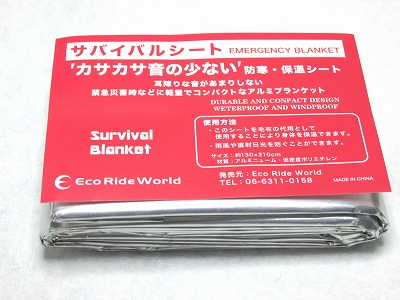 サバイバルシート EMERGENCY BLANKET
'カサカサ音の少ない' 防寒・保温シート
耳障りな音があまりしない
緊急災害時などに軽量でコンパクトなアルミブランケット
DURABLE AND CONPACT DESIGN
WATERPROOF AND WINDPROOF
Survival
Blanket
使用方法
・このシートを毛布の代用として
使用することにより身体を保温できます。
・雨風や直射日光を防ぐことができます。
サイズ:約130×210cm
材質:アルミニューム・低密度ポリエチレン
Eco Ride World
発売元:Eco Ride World
TEL:06-6311-0158
MADE IN CHINA